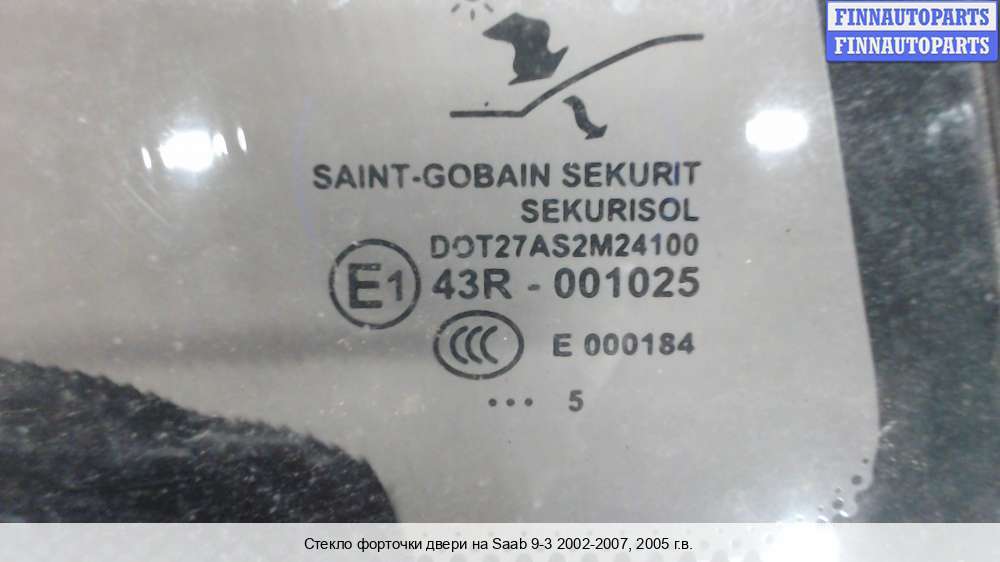 FINNAUTOPARTS
FINNAUTOPARTS
SAINT-GOBAIN SEKURIT
SEKURISOL
DOT27AS2M24100
E1 43R - 001025
CCC E 000184
••• 5
Стекло форточки двери на Saab 9-3 2002-2007, 2005 г.в.